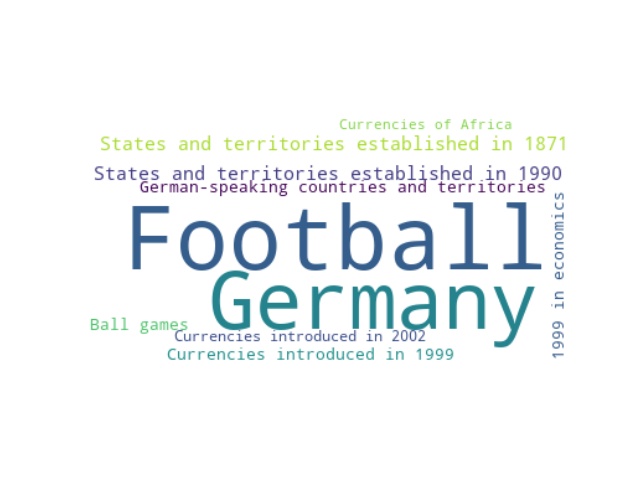 Currencies of Africa
States and territories established in 1871
States and territories established in 1990
German-speaking countries and territories
Football
Germany
1999 in economics
Ball games
Currencies introduced in 2002
Currencies introduced in 1999